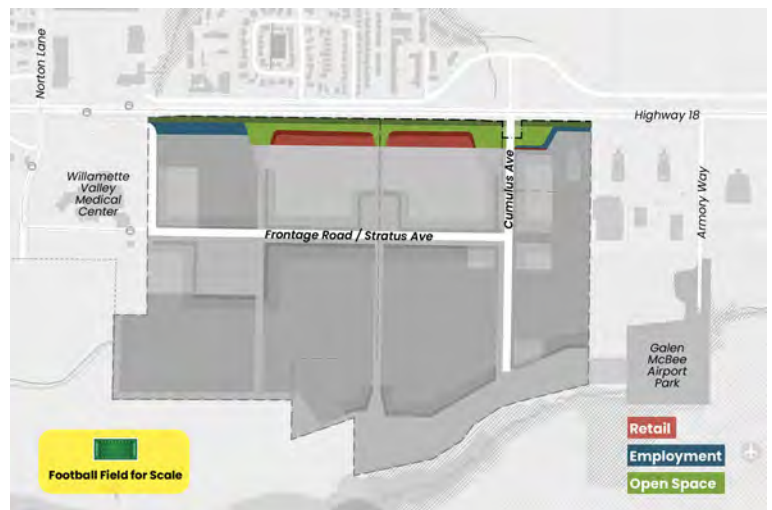 Norton Lane
Highway 18
Willamette
Valley
Medical
Center
Cumulus Ave
Armory Way
Frontage Road / Stratus Ave
Galen
McBee
Airport
Park
Retail
Employment
Open Space
Football Field for Scale